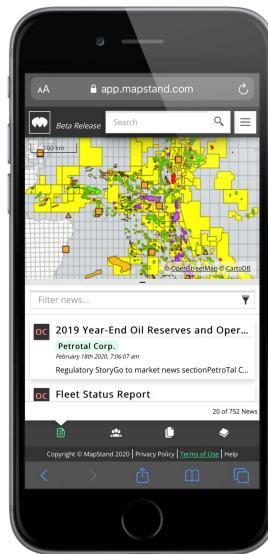 AA app.mapstand.com
Beta Release Search
100 km
© OpenStreetMap © CartoDB
Filter news...
OC 2019 Year-End Oil Reserves and Oper...
Petrotal Corp.
February 18th 2020, 7:06:07 am
Regulatory StoryGo to market news sectionPetroTal C...
OC Fleet Status Report
20 of 752 News
Copyright © MapStand 2020 | Privacy Policy | Terms of Use | Help